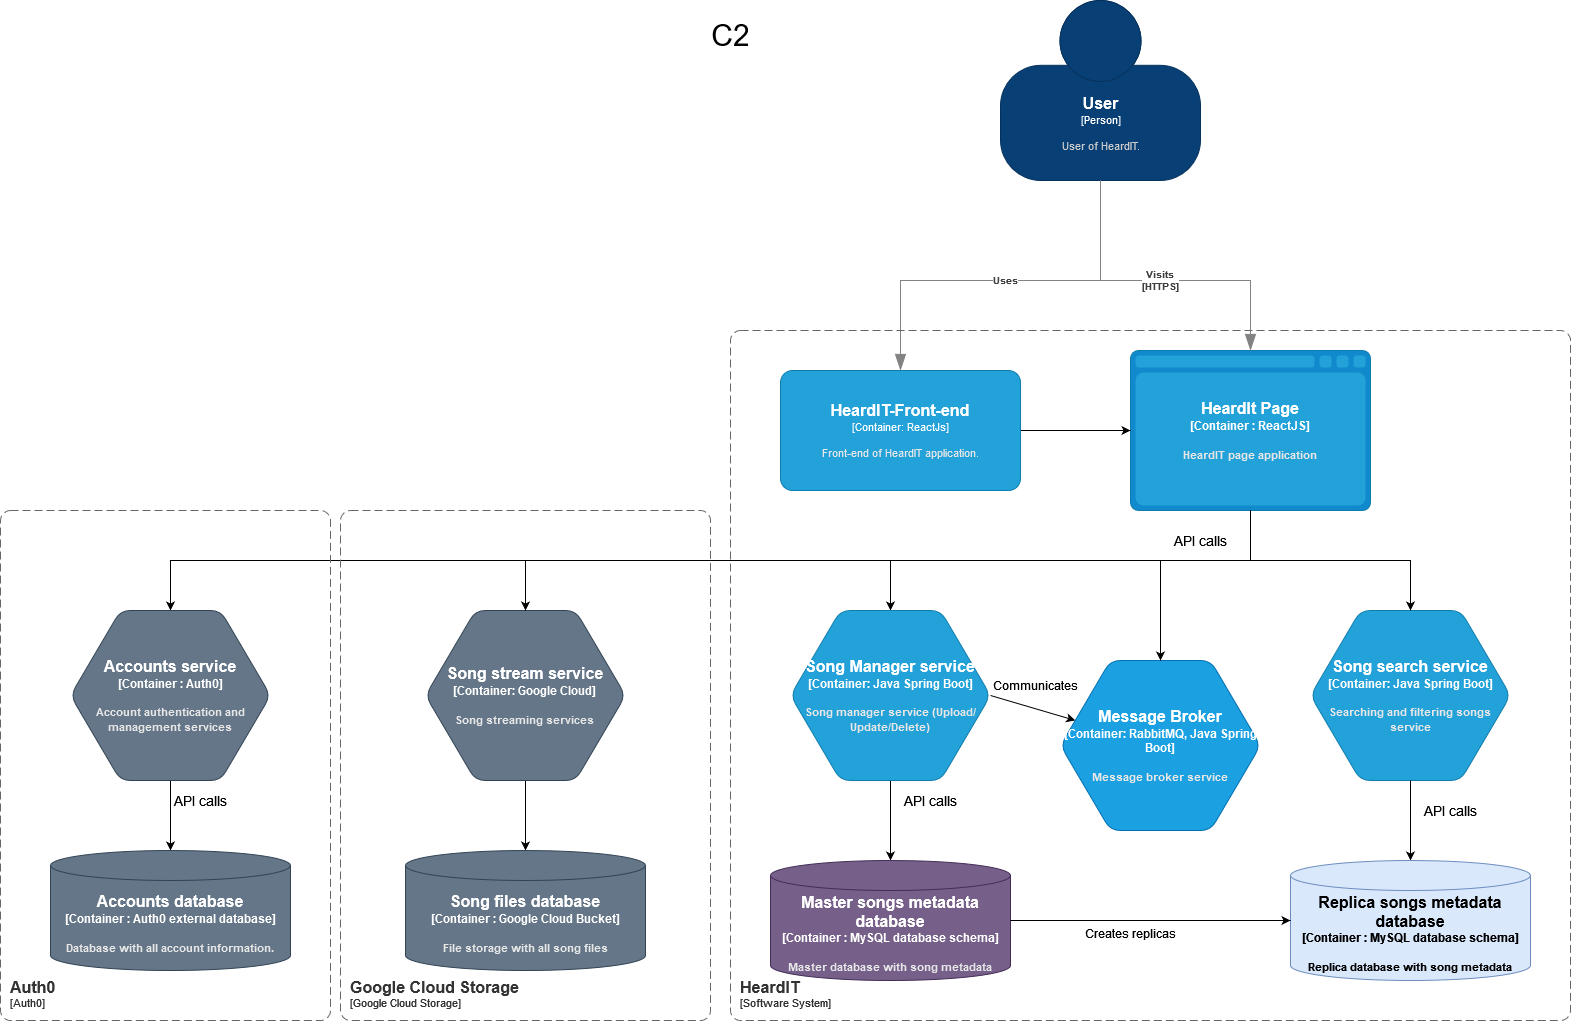 C2
User
[Person]
User of HeardIT.
Uses
Visits
[HTTPS]
HeardIT-Front-end
[Container: ReactJs]
Front-end of HeardIT application.
HeardIt Page
[Container : ReactJS]
HeardIT page application
API calls
Accounts service
[Container : Auth0]
Account authentication and
management services
Song stream service
[Container: Google Cloud]
Song streaming services
Song Manager service
[Container: Java Spring Boot]
Song manager service (Upload/
Update/Delete)
Communicates
Message Broker
[Container: RabbitMQ, Java Spring
Boot]
Message broker service
Song search service
[Container: Java Spring Boot]
Searching and filtering songs
service
API calls
API calls
API calls
Accounts database
[Container : Auth0 external database]
Database with all account information.
Song files database
[Container : Google Cloud Bucket]
File storage with all song files
Master songs metadata
database
[Container : MySQL database schema]
Master database with song metadata
Creates replicas
Replica songs metadata
database
[Container : MySQL database schema]
Replica database with song metadata
Auth0
[Auth0]
Google Cloud Storage
[Google Cloud Storage]
HeardIT
[Software System]